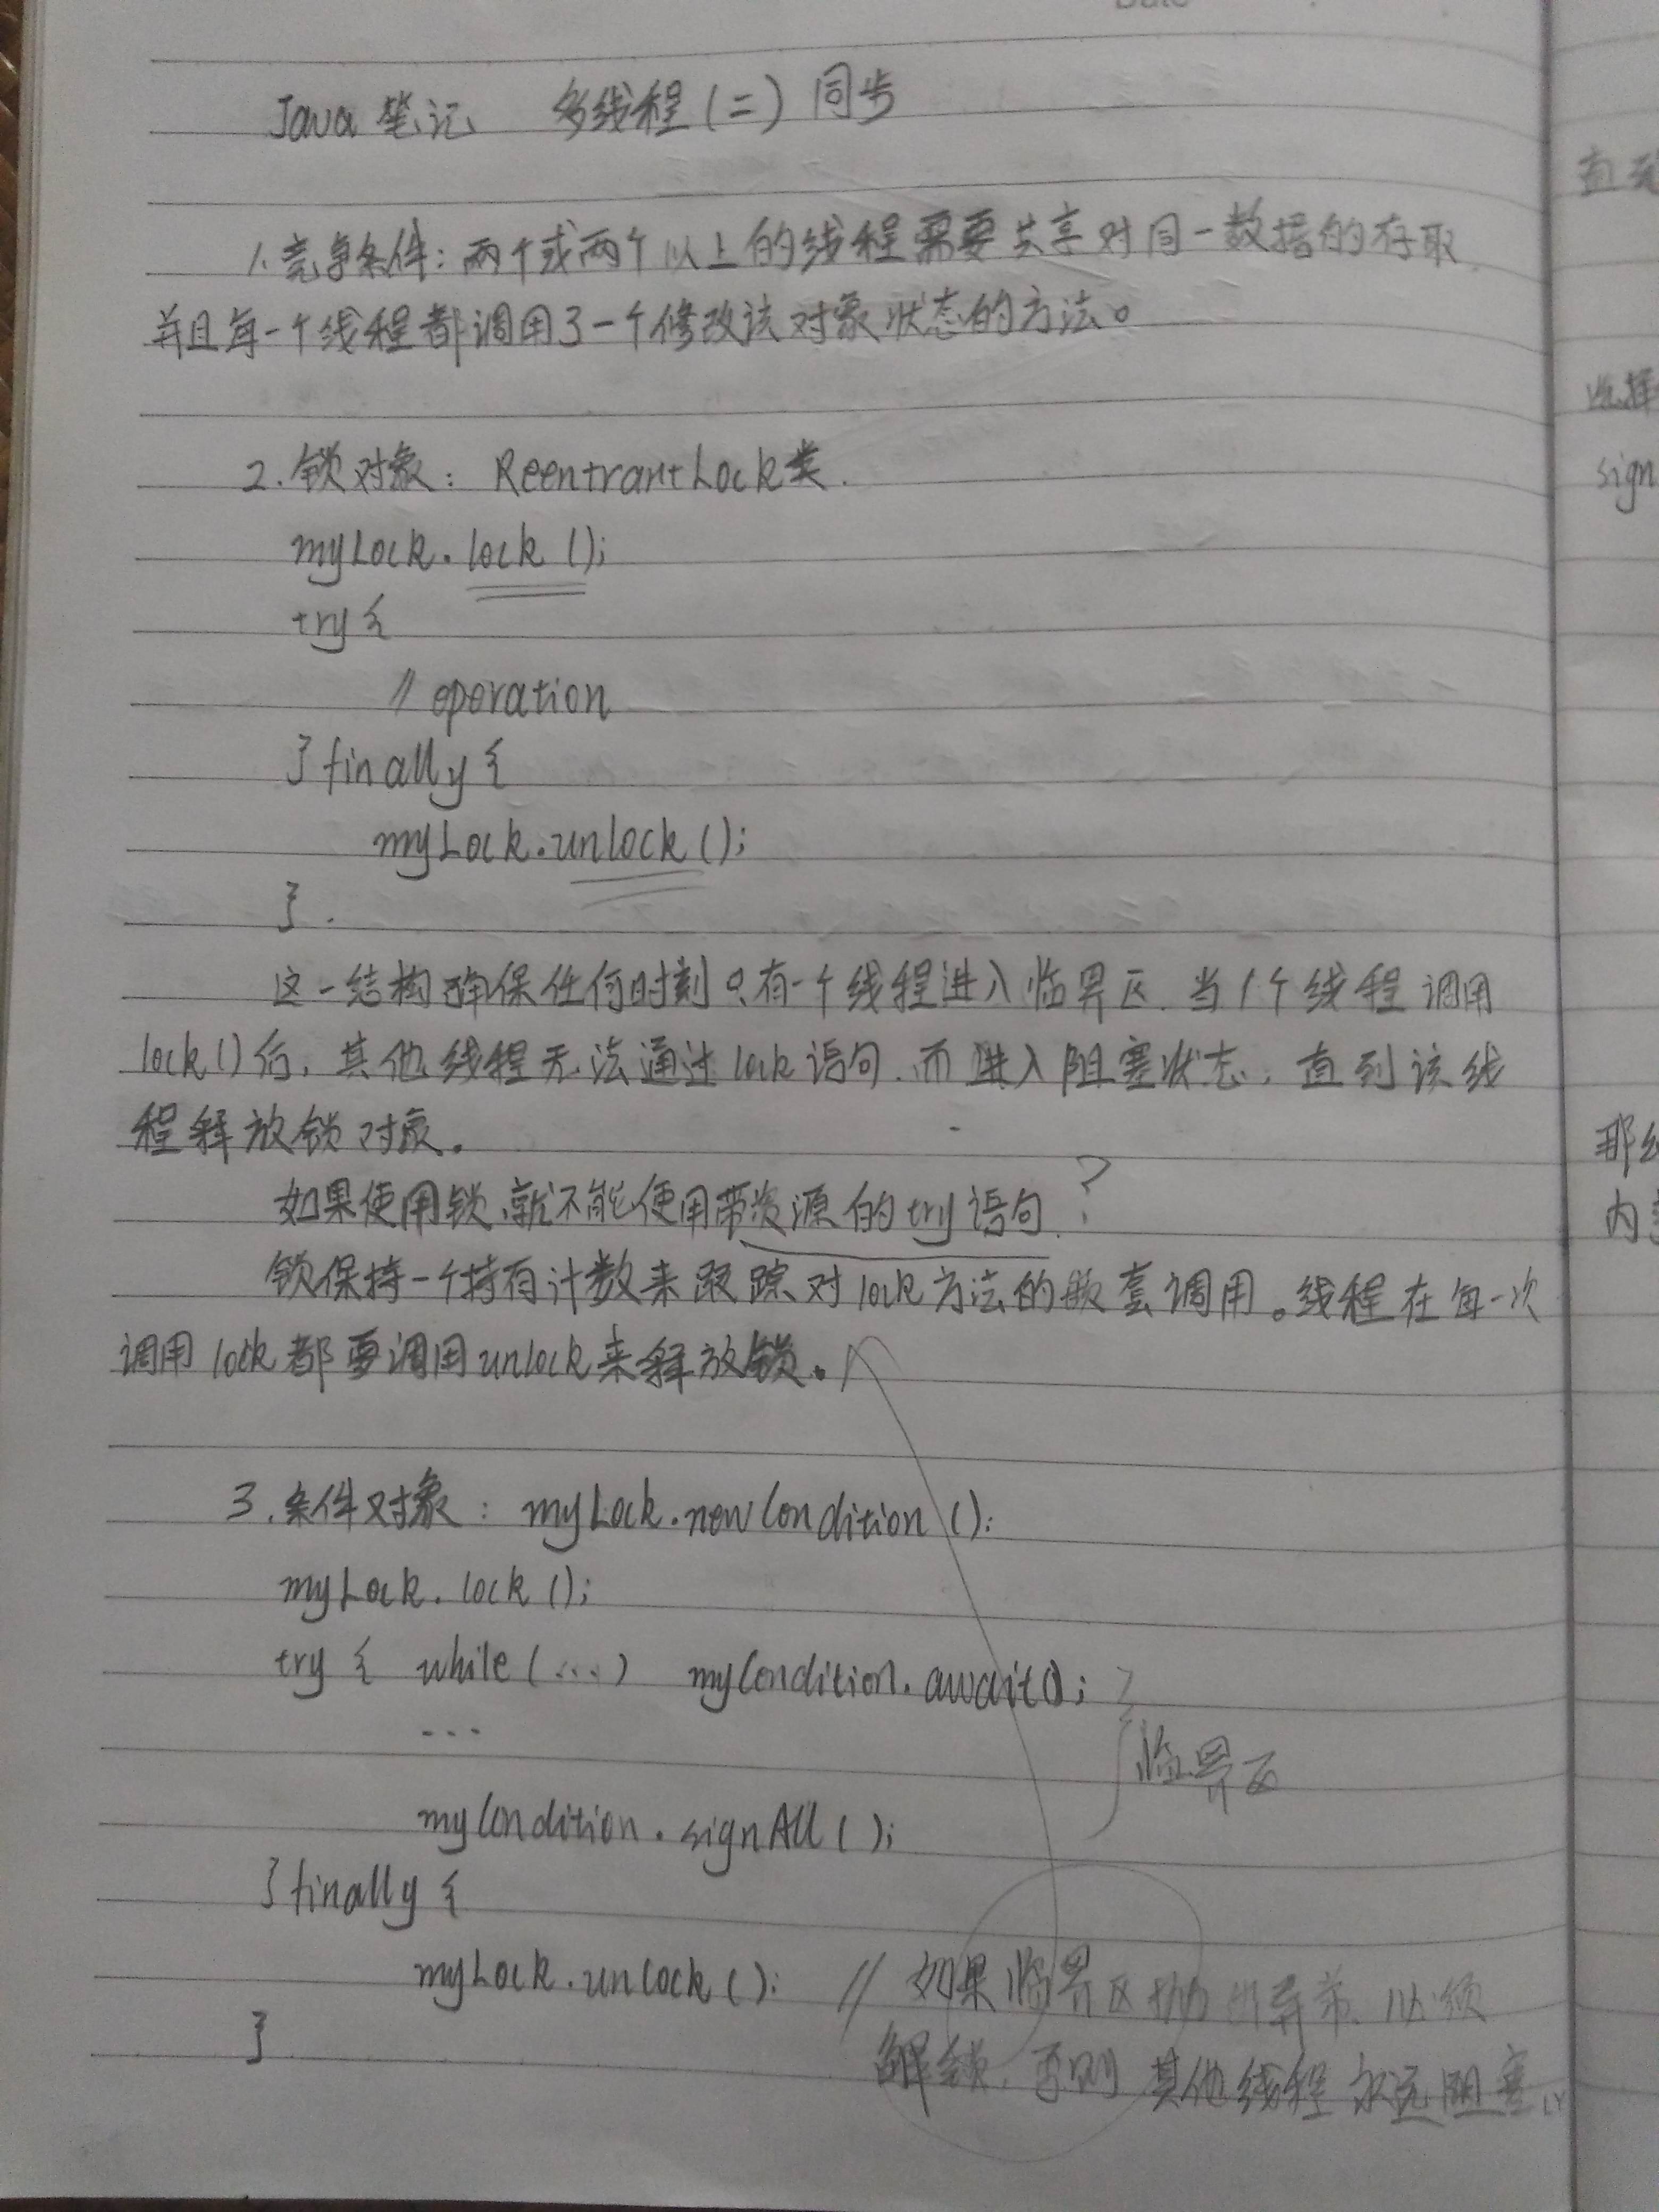 Date
Java 笔记 多线程(二) 同步
1. 竞争条件: 两个或两个以上的线程需要共享对同一数据的存取,
并且每一个线程都调用了一个修改该对象状态的方法。
2. 锁对象: ReentrantLock类.
myLock.lock();
try {
// operation
} finally {
myLock.unlock();
}.
这一结构确保任何时刻只有一个线程进入临界区. 当1个线程调用
lock()后, 其他线程无法通过lock语句, 而进入阻塞状态, 直到该线
程释放锁对象.
如果使用锁, 就不能使用带资源的try语句. ?
锁保持一个持有计数来跟踪对lock方法的嵌套调用。线程在每一次
调用lock都要调用unlock来释放锁.
3. 条件对象: myLock.newCondition();
myLock.lock();
try { while(...) myCondition.await();
...
临界区
myCondition.signAll();
} finally {
myLock.unlock(); // 如果临界区抛出异常, 必须
} 解锁, 否则其他线程永远阻塞.
直到
选择
sign
那
内